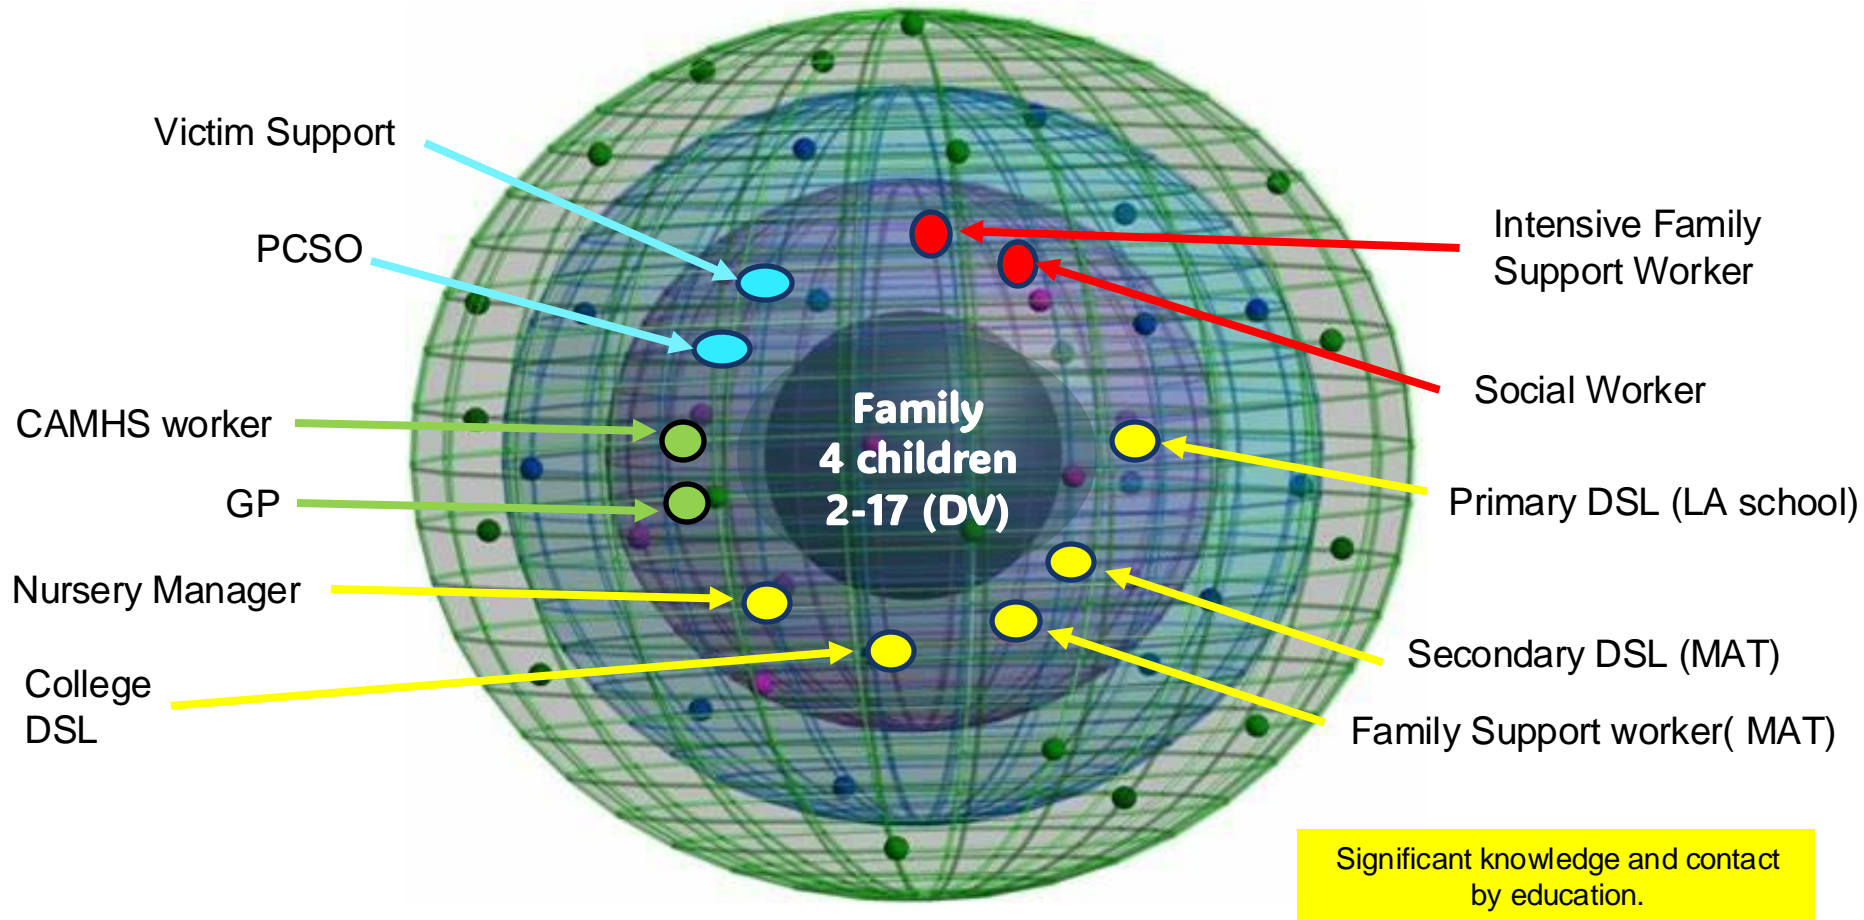 Victim Support
PCSO
CAMHS worker
GP
Nursery Manager
College
DSL
Family
4 children
2-17 (DV)
Intensive Family
Support Worker
Social Worker
Primary DSL (LA school)
Secondary DSL (MAT)
Family Support worker( MAT)
Significant knowledge and contact
by education.